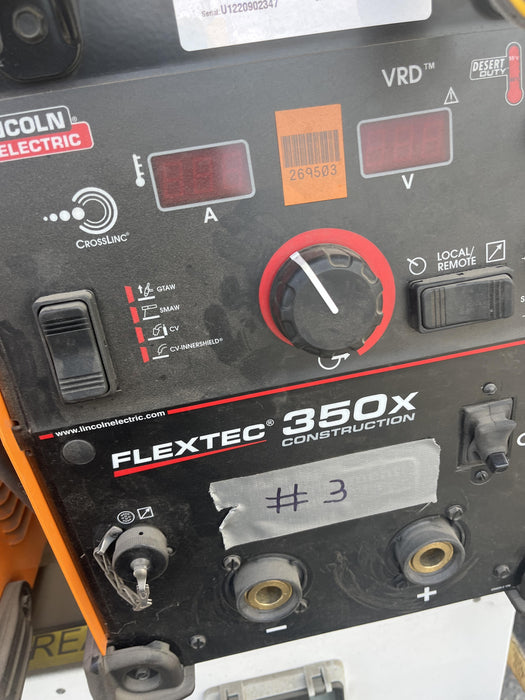 Serial:U1220902347
VRD™
DESERT
DUTY
LINCOLN®
ELECTRIC
269503
A
V
CROSSLINC®
LOCAL/
REMOTE
GTAW
SMAW
CV
CV-INNERSHIELD®
www.lincolnelectric.com
FLEXTEC® 350X
CONSTRUCTION
# 3
-
+
REA